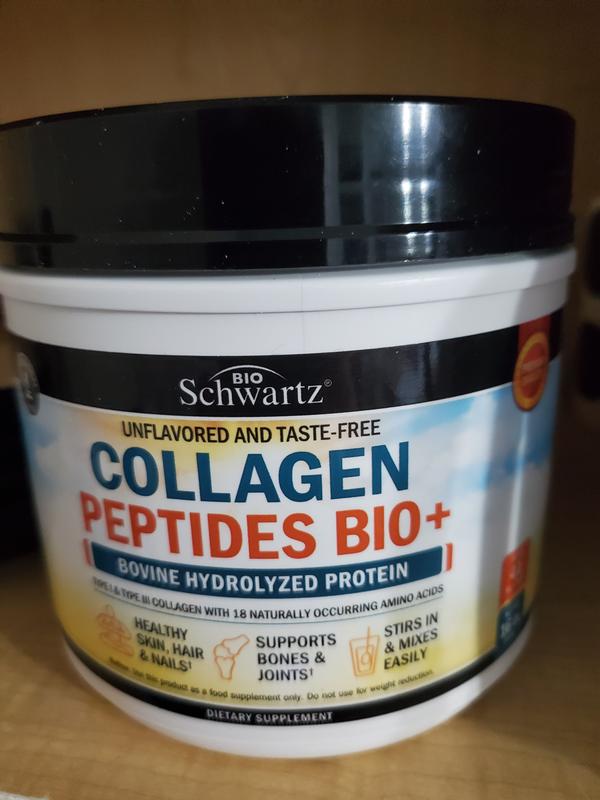 BIO
Schwartz®
UNFLAVORED AND TASTE-FREE
COLLAGEN
PEPTIDES BIO+
BOVINE HYDROLYZED PROTEIN
TYPE I & TYPE III COLLAGEN WITH 18 NATURALLY OCCURRING AMINO ACIDS
HEALTHY
SKIN, HAIR
& NAILS†
SUPPORTS
BONES &
JOINTS†
STIRS IN
& MIXES
EASILY
Notice: Use this product as a food supplement only. Do not use for weight reduction.
DIETARY SUPPLEMENT